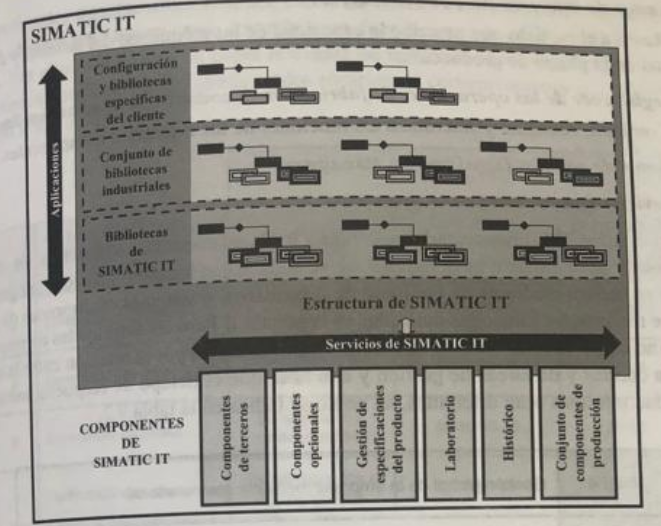 SIMATIC IT
Aplicaciones
Configuración
y bibliotecas
específicas
del cliente
Conjunto de
bibliotecas
industriales
Bibliotecas
de
SIMATIC IT
Estructura de SIMATIC IT
Servicios de SIMATIC IT
COMPONENTES
DE
SIMATIC IT
Componentes
de terceros
Componentes
opcionales
Gestión de
especificaciones
del producto
Laboratorio
Histórico
Conjunto de
componentes de
producción